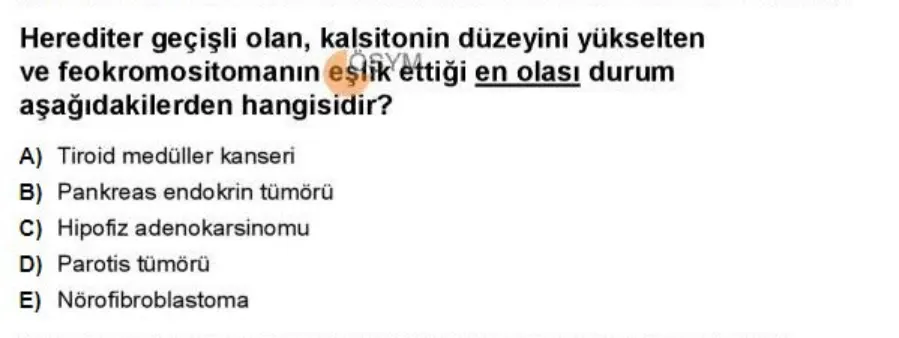 Herediter geçişli olan, kalsitonin düzeyini yükselten
ve feokromositomanın eşlik ettiği en olası durum
ÖSYM
aşağıdakilerden hangisidir?
A) Tiroid medüller kanseri
B) Pankreas endokrin tümörü
C) Hipofiz adenokarsinomu
D) Parotis tümörü
E) Nörofibroblastoma